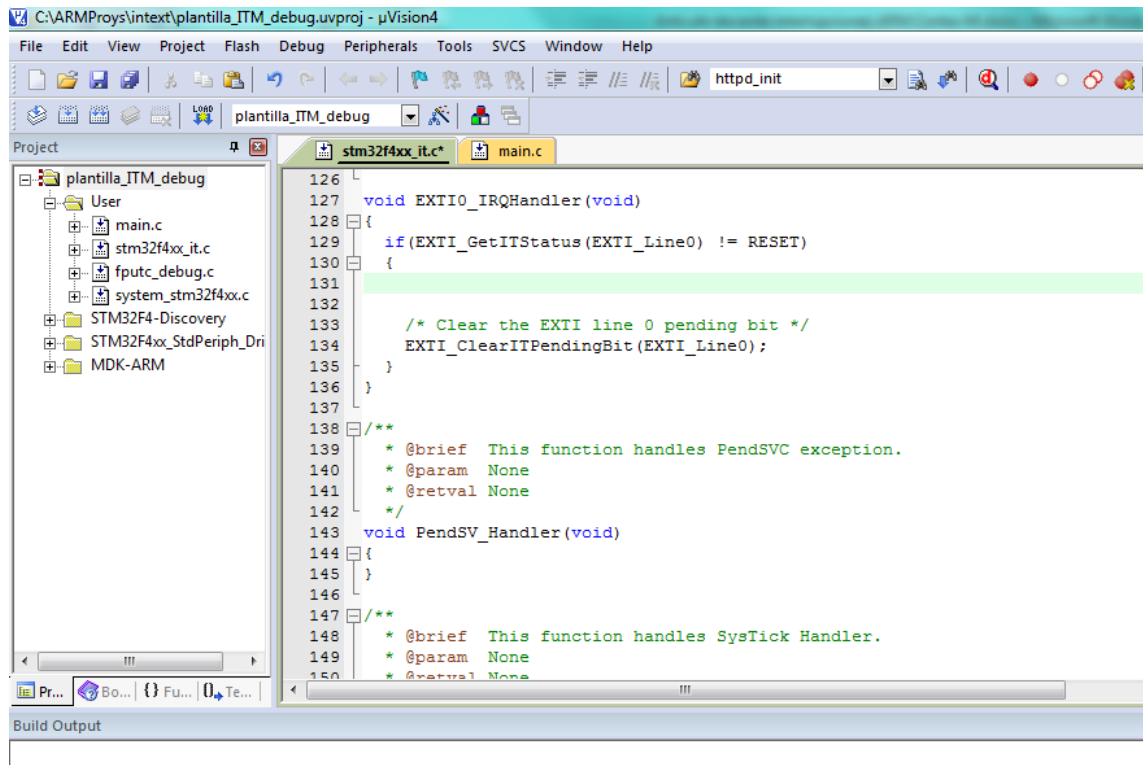 C:\ARMProys\intext\plantilla_ITM_debug.uvproj - µVision4
File Edit View Project Flash Debug Peripherals Tools SVCS Window Help
httpd_init
LOAD plantilla_ITM_debug
Project
plantilla_ITM_debug
User
main.c
stm32f4xx_it.c
fputc_debug.c
system_stm32f4xx.c
STM32F4-Discovery
STM32F4xx_StdPeriph_Dri
MDK-ARM
Pr... Bo... {} Fu... 0 Te...
stm32f4xx_it.c* main.c
126
127 void EXTI0_IRQHandler(void)
128 {
129 if(EXTI_GetITStatus(EXTI_Line0) != RESET)
130 {
131
132
133 /* Clear the EXTI line 0 pending bit */
134 EXTI_ClearITPendingBit(EXTI_Line0);
135 }
136 }
137
138 /**
139 * @brief This function handles PendSVC exception.
140 * @param None
141 * @retval None
142 */
143 void PendSV_Handler(void)
144 {
145 }
146
147 /**
148 * @brief This function handles SysTick Handler.
149 * @param None
150 * @retval None
Build Output